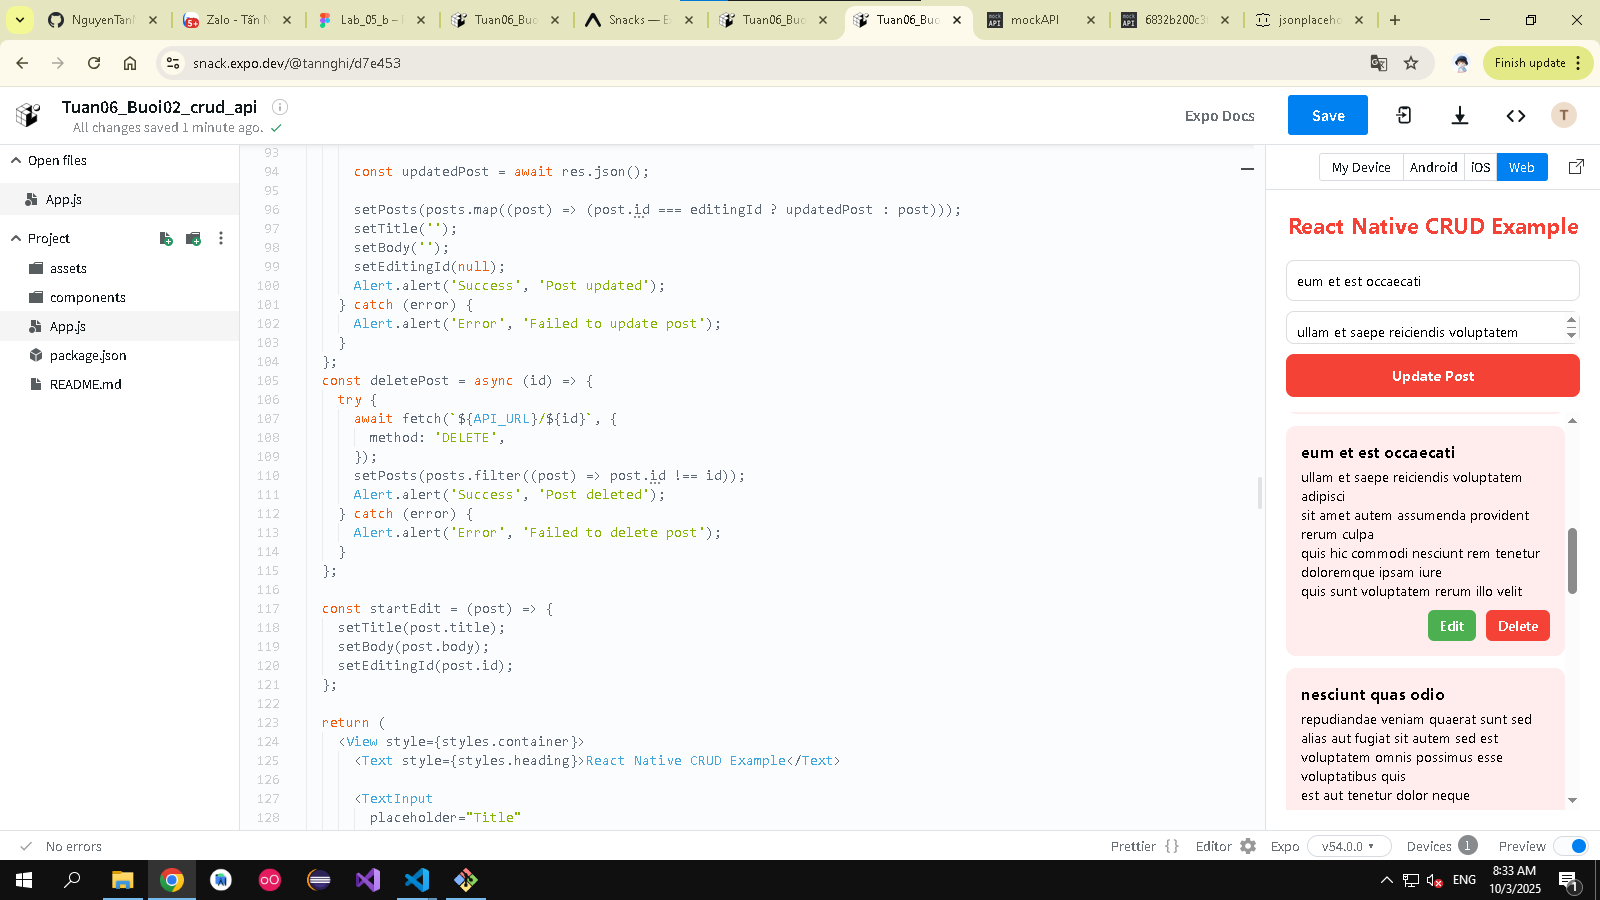 NguyenTanN
Zalo - Tấn N
Lab_05_b –
Tuan06_Buo
Snacks — Ex
Tuan06_Buo
Tuan06_Buo
mockAPI
6832b200c3
jsonplaceho
snack.expo.dev/@tannghi/d7e453
Finish update
Tuan06_Buoi02_crud_api
All changes saved 1 minute ago.
Expo Docs
Save
T
Open files
App.js
Project
assets
components
App.js
package.json
README.md
93
94 const updatedPost = await res.json();
95
96 setPosts(posts.map((post) => (post.id === editingId ? updatedPost : post)));
97 setTitle('');
98 setBody('');
99 setEditingId(null);
100 Alert.alert('Success', 'Post updated');
101 } catch (error) {
102 Alert.alert('Error', 'Failed to update post');
103 }
104 };
105 const deletePost = async (id) => {
106 try {
107 await fetch(`${API_URL}/${id}`, {
108 method: 'DELETE',
109 });
110 setPosts(posts.filter((post) => post.id !== id));
111 Alert.alert('Success', 'Post deleted');
112 } catch (error) {
113 Alert.alert('Error', 'Failed to delete post');
114 }
115 };
116
117 const startEdit = (post) => {
118 setTitle(post.title);
119 setBody(post.body);
120 setEditingId(post.id);
121 };
122
123 return (
124 <View style={styles.container}>
125 <Text style={styles.heading}>React Native CRUD Example</Text>
126
127 <TextInput
128 placeholder="Title"
My Device
Android
iOS
Web
React Native CRUD Example
eum et est occaecati
ullam et saepe reiciendis voluptatem
Update Post
eum et est occaecati
ullam et saepe reiciendis voluptatem
adipisci
sit amet autem assumenda provident
rerum culpa
quis hic commodi nesciunt rem tenetur
doloremque ipsam iure
quis sunt voluptatem rerum illo velit
Edit
Delete
nesciunt quas odio
repudiandae veniam quaerat sunt sed
alias aut fugiat sit autem sed est
voluptatem omnis possimus esse
voluptatibus quis
est aut tenetur dolor neque
No errors
Prettier { }
Editor
Expo
v54.0.0
Devices 1
Preview
ENG
8:33 AM
10/3/2025
1